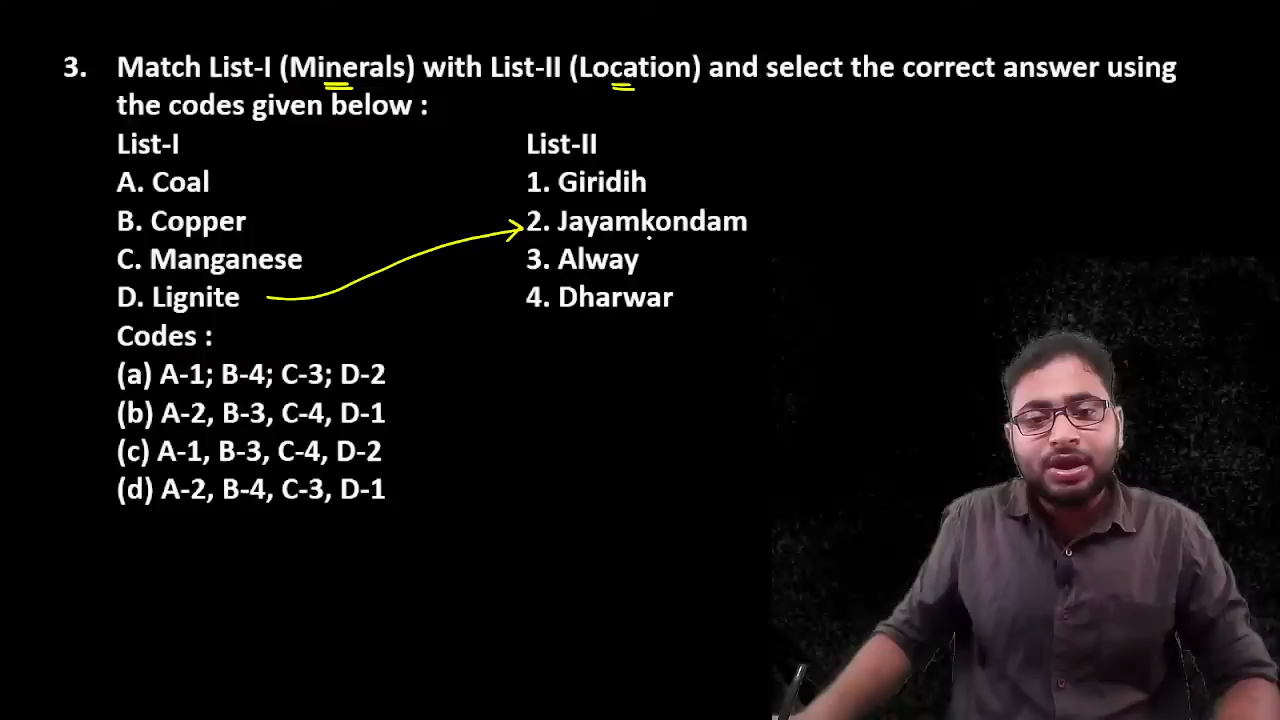 3. Match List-I (Minerals) with List-II (Location) and select the correct answer using
the codes given below :
List-I List-II
A. Coal 1. Giridih
B. Copper 2. Jayamkondam
C. Manganese 3. Alway
D. Lignite 4. Dharwar
Codes :
(a) A-1; B-4; C-3; D-2
(b) A-2, B-3, C-4, D-1
(c) A-1, B-3, C-4, D-2
(d) A-2, B-4, C-3, D-1